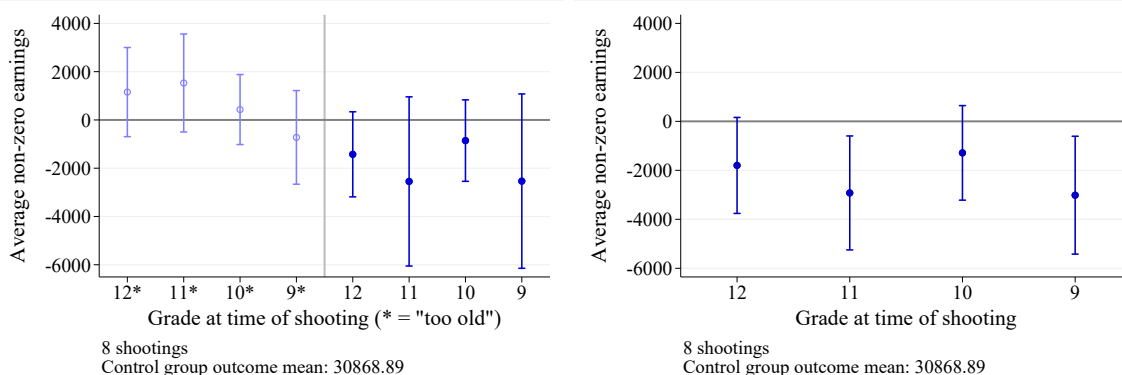 Average non-zero earnings
4000
2000
0
-2000
-4000
-6000
12* 11* 10* 9* 12 11 10 9
Grade at time of shooting (* = "too old")
8 shootings
Control group outcome mean: 30868.89
Average non-zero earnings
4000
2000
0
-2000
-4000
-6000
12 11 10 9
Grade at time of shooting
8 shootings
Control group outcome mean: 30868.89